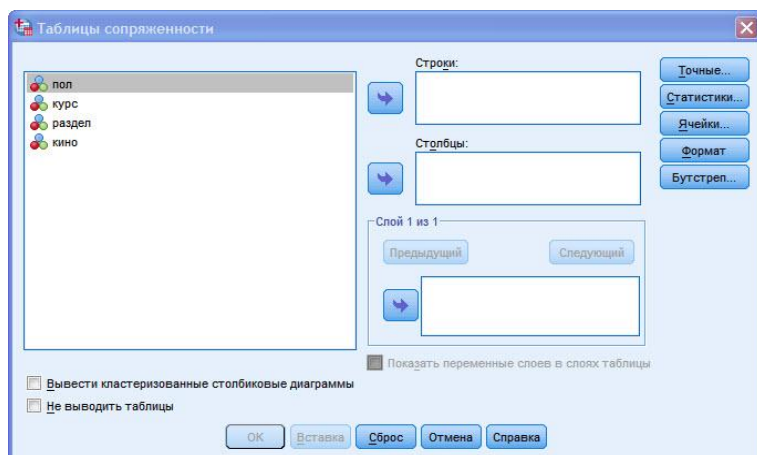 Таблицы сопряженности
пол
курс
раздел
кино
Строки:
Столбцы:
Слой 1 из 1
Предыдущий
Следующий
Показать переменные слоев в слоях таблицы
Точные...
Статистики...
Ячейки...
Формат
Бутстреп...
Вывести кластеризованные столбиковые диаграммы
Не выводить таблицы
ОК
Вставка
Сброс
Отмена
Справка